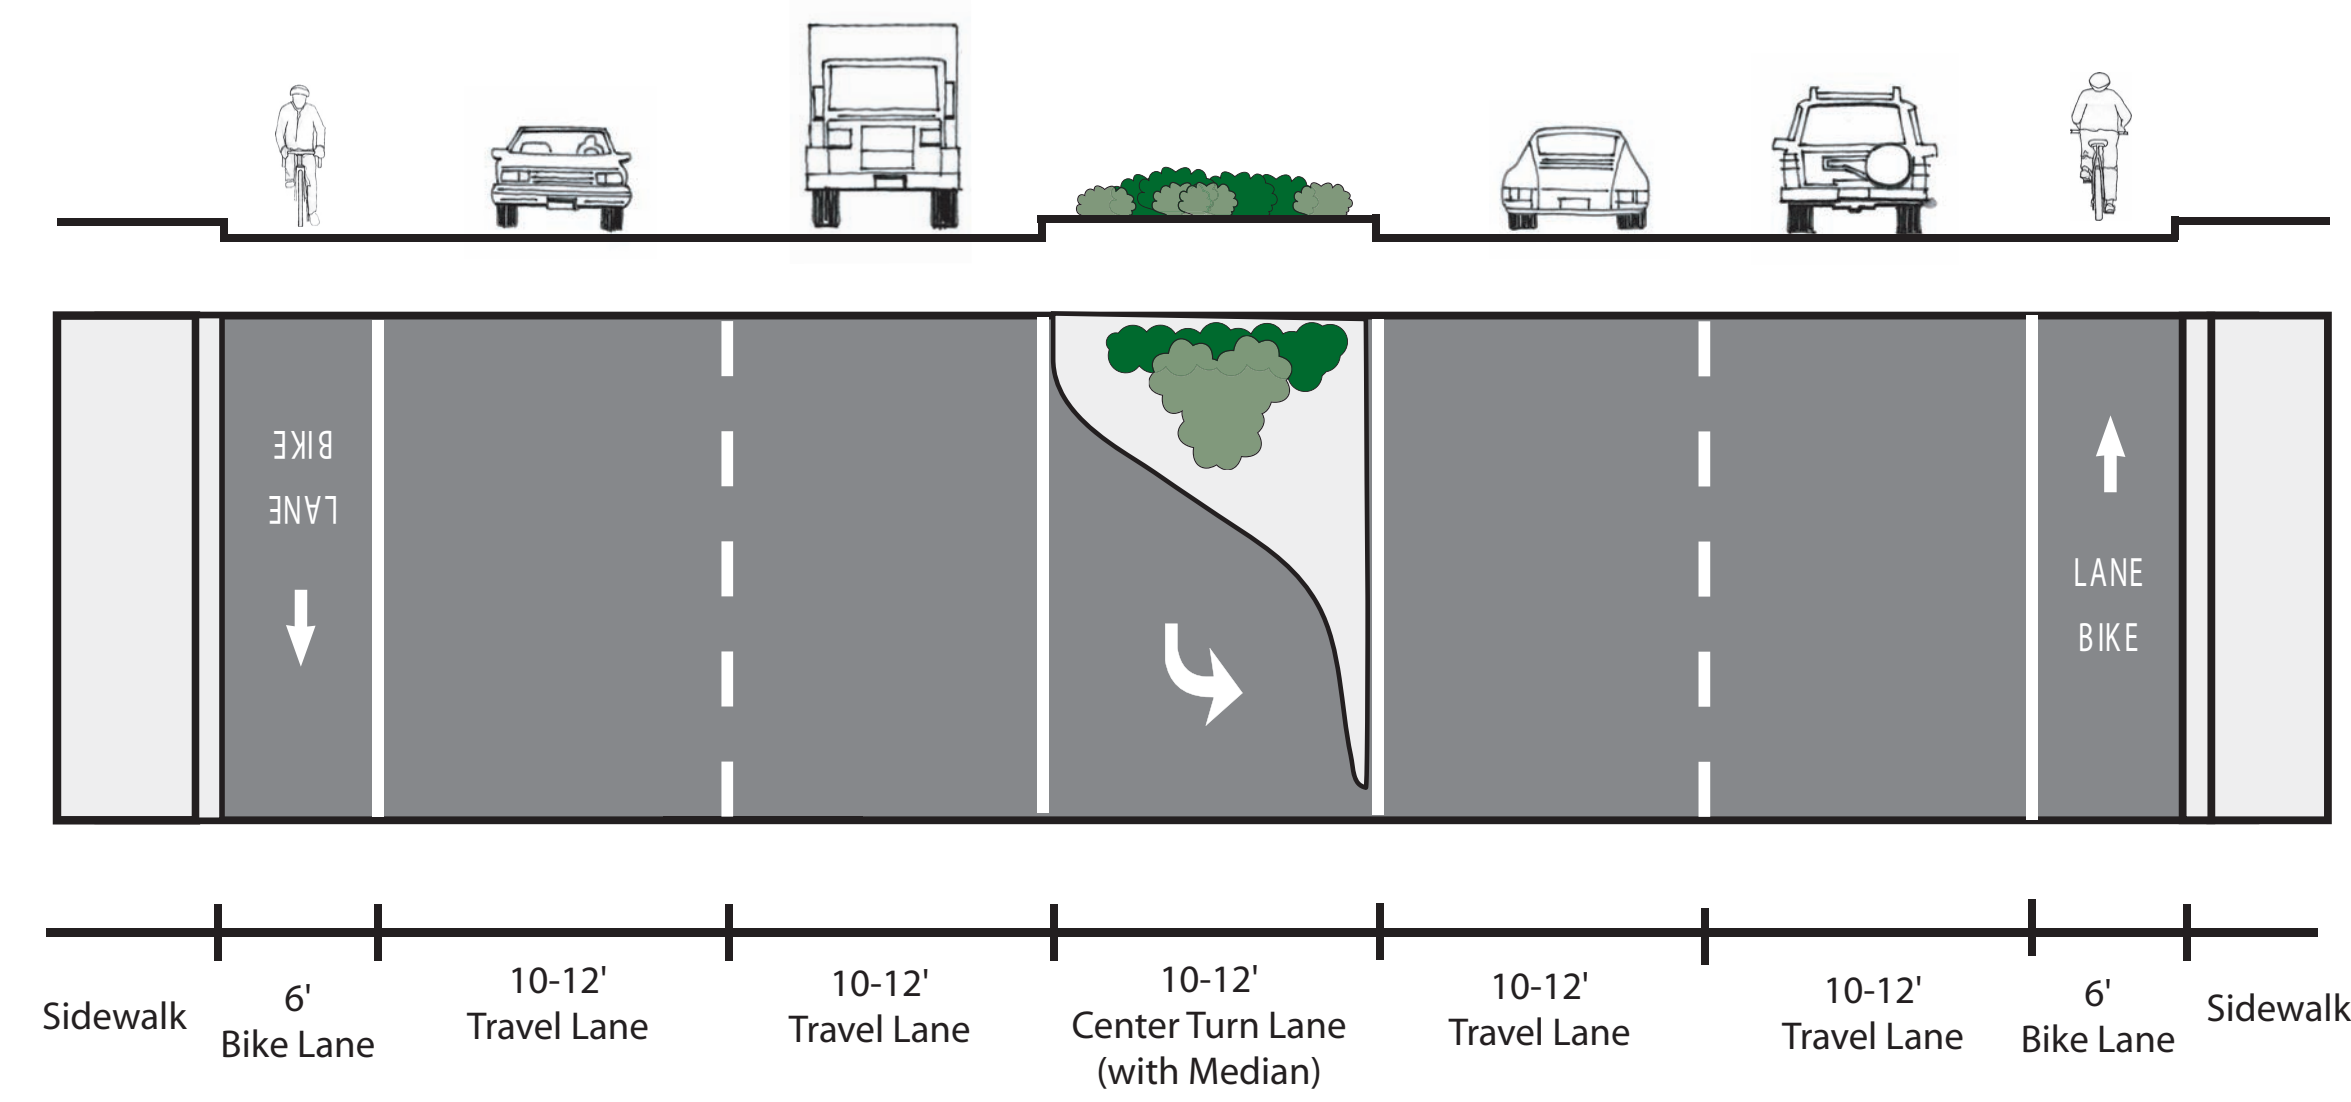 BIKE
LANE
LANE
BIKE
Sidewalk
6'
Bike Lane
10-12'
Travel Lane
10-12'
Travel Lane
10-12'
Center Turn Lane
(with Median)
10-12'
Travel Lane
10-12'
Travel Lane
6'
Bike Lane
Sidewalk